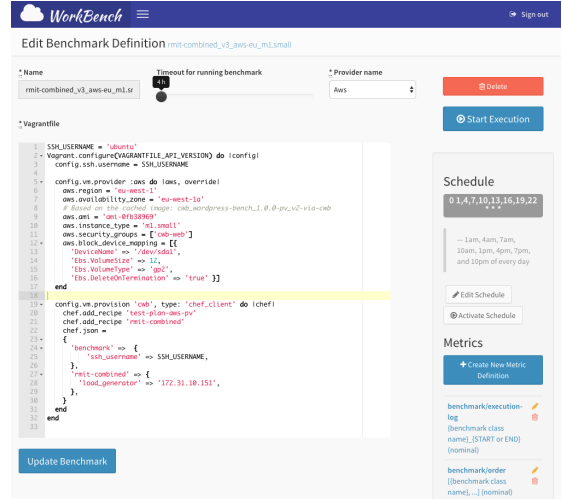 WorkBench
Sign out
Edit Benchmark Definition rmit-combined_v3_aws-eu_m1.small
* Name
Timeout for running benchmark
* Provider name
4 h
rmit-combined_v3_aws-eu_m1.sr
Aws
Delete
Start Execution
* Vagrantfile
1 SSH_USERNAME = 'ubuntu'
2 Vagrant.configure(VAGRANTFILE_API_VERSION) do |config|
3 config.ssh.username = SSH_USERNAME
4
5 config.vm.provider :aws do |aws, override|
6 aws.region = 'eu-west-1'
7 aws.availability_zone = 'eu-west-1a'
8 # Based on the cached image: cwb_wordpress-bench_1.0.0-pv_v2-via-cwb
9 aws.ami = 'ami-0fb38969'
10 aws.instance_type = 'm1.small'
11 aws.security_groups = ['cwb-web']
12 aws.block_device_mapping = [{
13 'DeviceName' => '/dev/sda1',
14 'Ebs.VolumeSize' => 12,
15 'Ebs.VolumeType' => 'gp2',
16 'Ebs.DeleteOnTermination' => 'true' }]
17 end
18
19 config.vm.provision 'cwb', type: 'chef_client' do |chef|
20 chef.add_recipe 'test-plan-aws-pv'
21 chef.add_recipe 'rmit-combined'
22 chef.json =
23 {
24 'benchmark' => {
25 'ssh_username' => SSH_USERNAME,
26 },
27 'rmit-combined' => {
28 'load_generator' => '172.31.10.151',
29 },
30 }
31 end
32 end
33
Update Benchmark
Schedule
0 1,4,7,10,13,16,19,22
* * *
— 1am, 4am, 7am,
10am, 1pm, 4pm, 7pm,
and 10pm of every day
Edit Schedule
Activate Schedule
Metrics
Create New Metric
Definition
benchmark/execution-
log
(benchmark class
name)_(START or END)
(nominal)
benchmark/order
[(benchmark class
name), ...] (nominal)